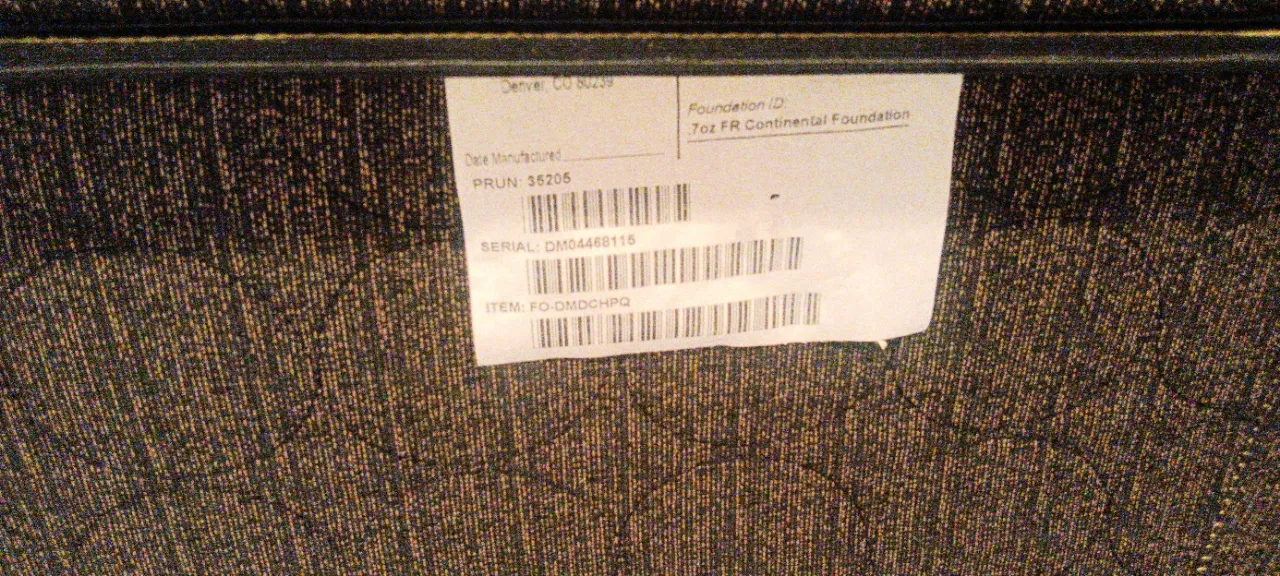 Denver, CO 80239
Foundation ID:
.7oz FR Continental Foundation
Date Manufactured
PRUN: 35205
SERIAL: DM04468115
ITEM: FO-DMDCHPQ